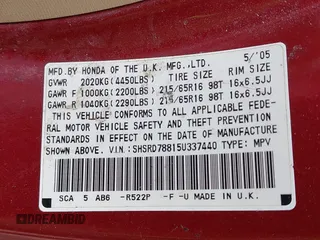 MFD.BY HONDA OF THE U.K. MFG.,LTD. 5/'05
GVWR 2020KG(4450LBS) TIRE SIZE RIM SIZE
GAWR F 1000KG(2200LBS) 215/65R16 98T 16x6.5JJ
GAWR R 1040KG(2290LBS) 215/65R16 98T 16x6.5JJ
THIS VEHICLE CONFORMS TO ALL APPLICABLE FEDE-
RAL MOTOR VEHICLE SAFETY AND THEFT PREVENTION
STANDARDS IN EFFECT ON THE DATE OF MANUFACTURE
SHOWN ABOVE. VIN:SHSRD78815U337440 TYPE: MPV
SCA 5 AB6 -R522P -F -U MADE IN U.K.